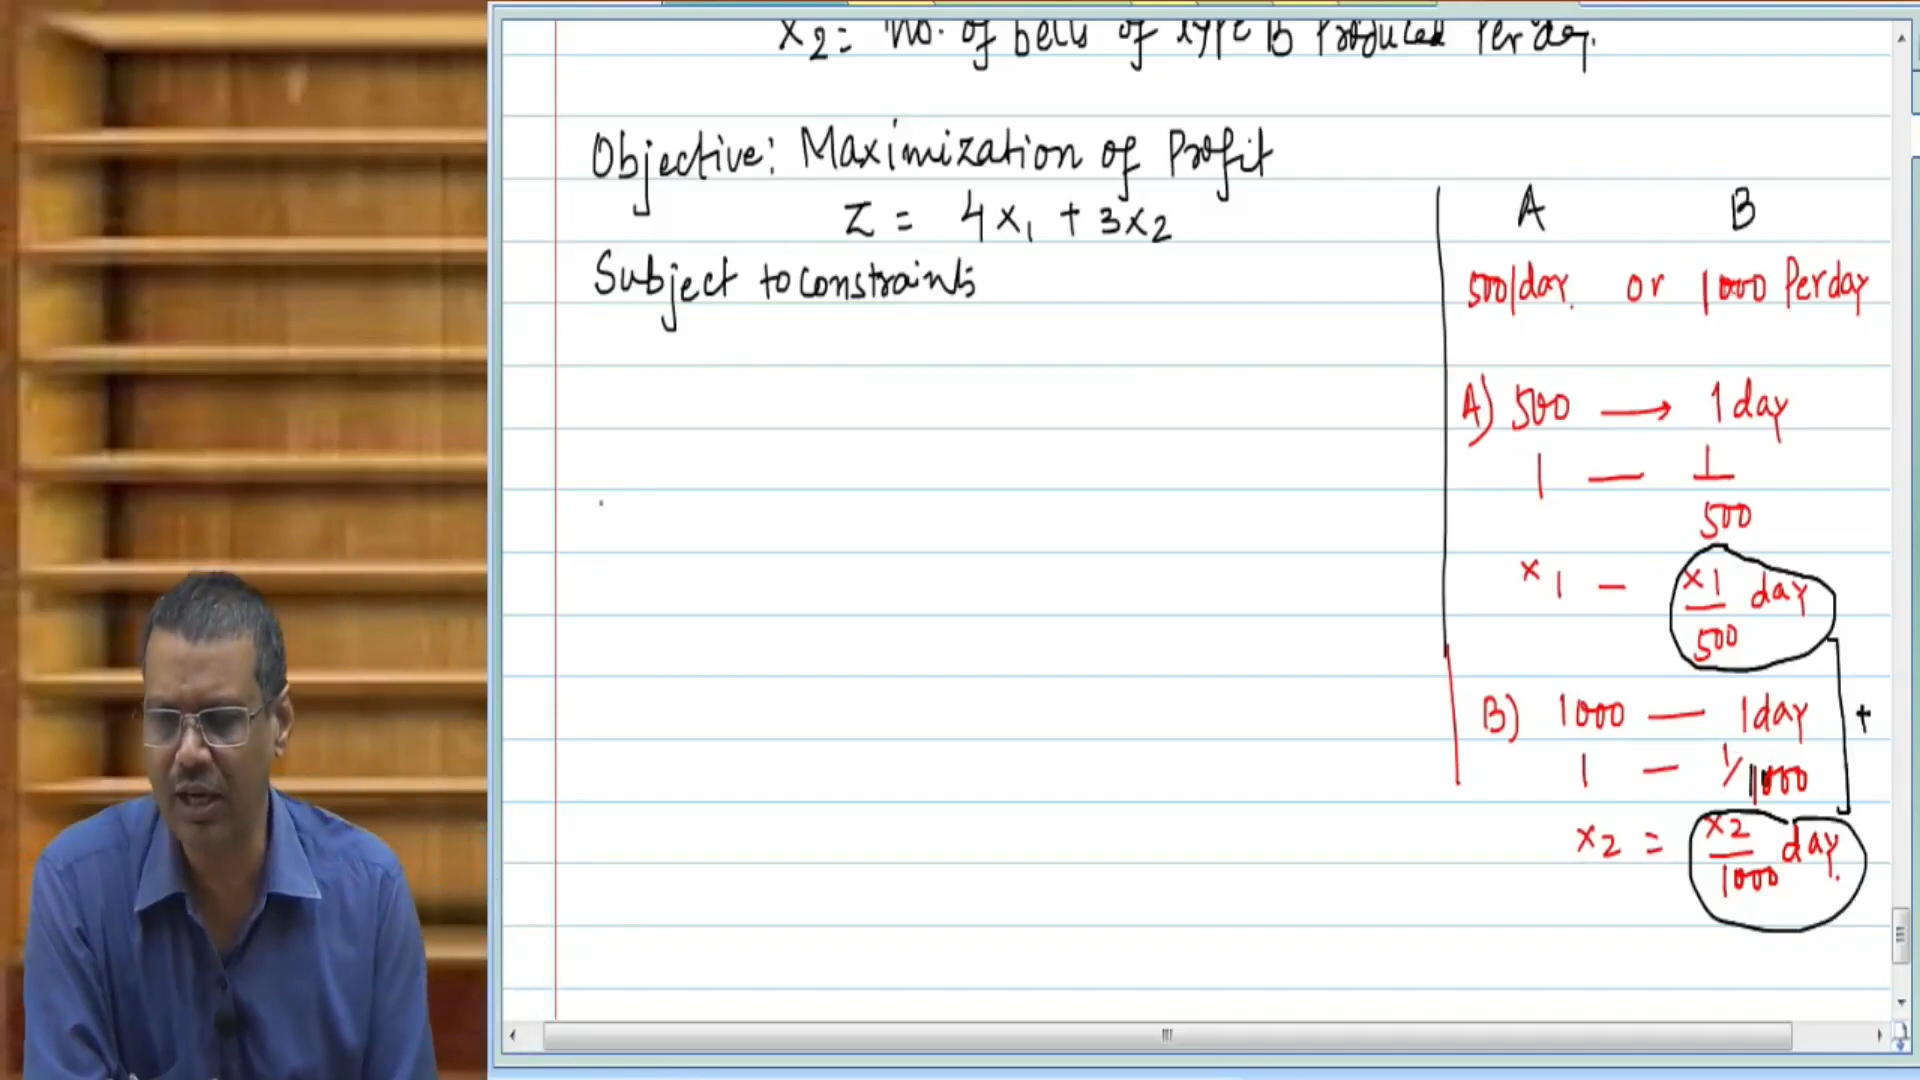 x2 = No. of belts of type B Produced Per day.
Objective: Maximization of Profit
Z = 4x1 + 3x2
Subject to constraints
A B
500/day. or 1000 Per day
A) 500 → 1 day
1 — 1/500
x1 — x1/500 day
B) 1000 — 1 day
+
1 — 1/1000
x2 = x2/1000 day.